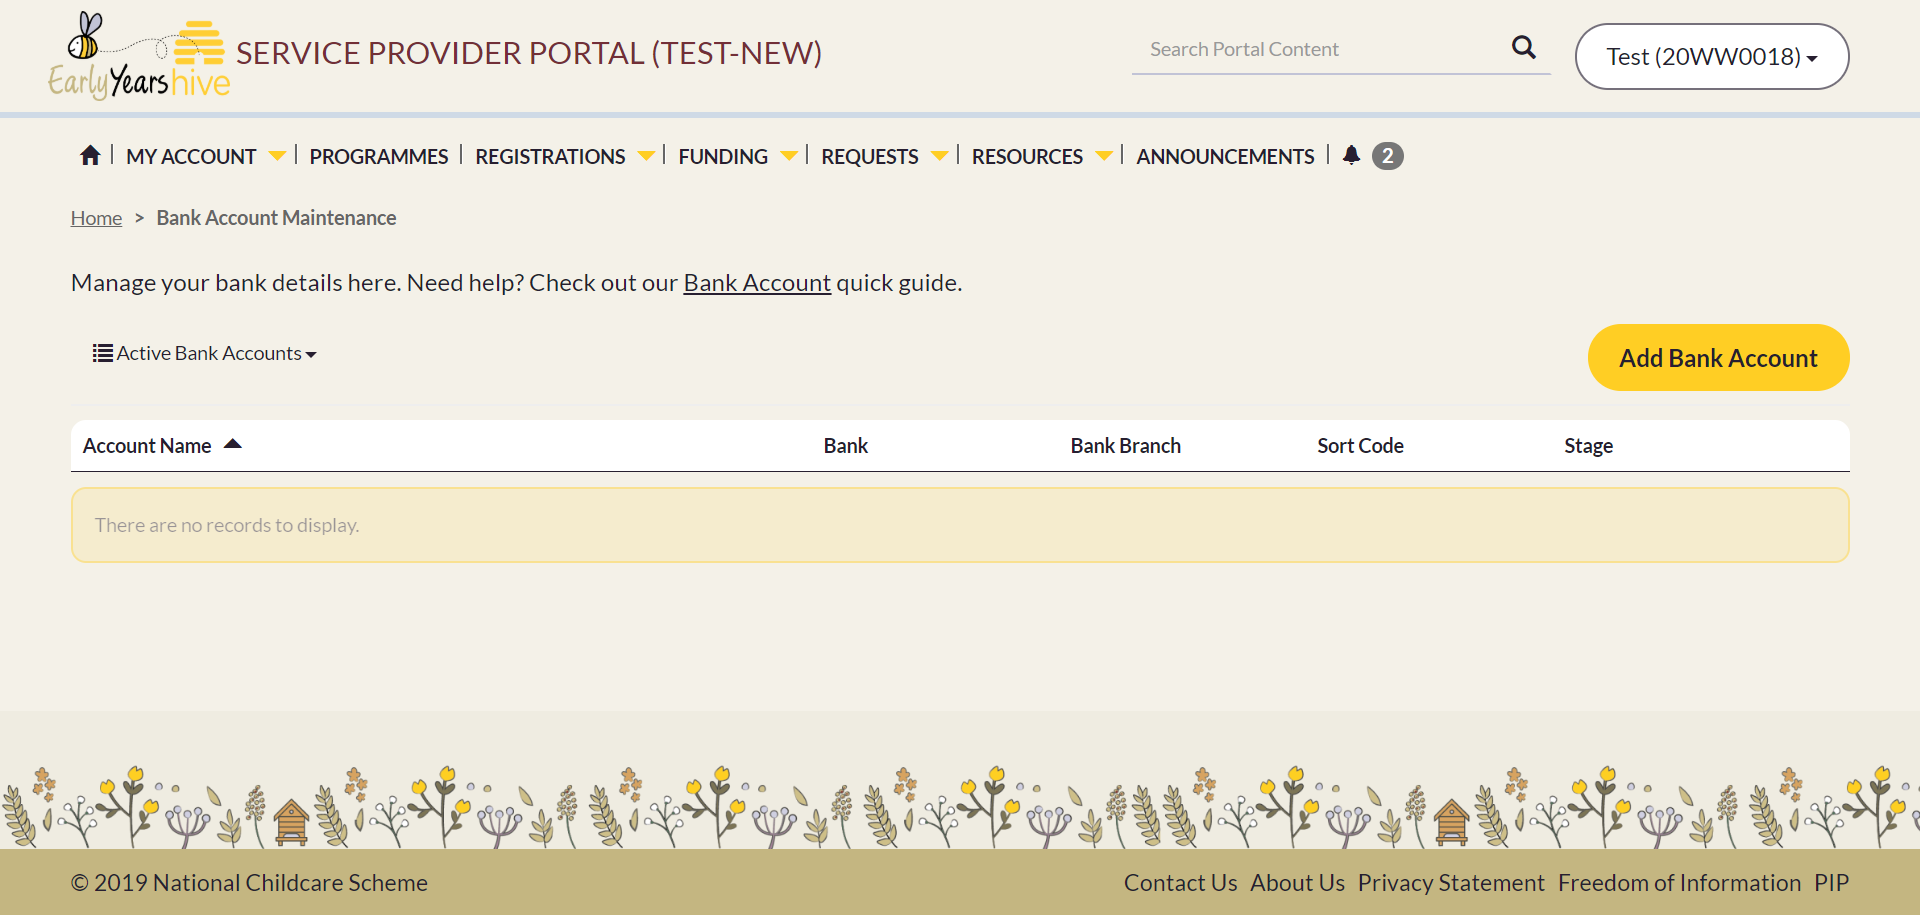 EarlyYearshive
SERVICE PROVIDER PORTAL (TEST-NEW)
Search Portal Content
Test (20WW0018)
MY ACCOUNT
PROGRAMMES
REGISTRATIONS
FUNDING
REQUESTS
RESOURCES
ANNOUNCEMENTS
2
Home > Bank Account Maintenance
Manage your bank details here. Need help? Check out our Bank Account quick guide.
Active Bank Accounts
Add Bank Account
Account Name Bank Bank Branch Sort Code Stage
There are no records to display.
© 2019 National Childcare Scheme
Contact Us About Us Privacy Statement Freedom of Information PIP